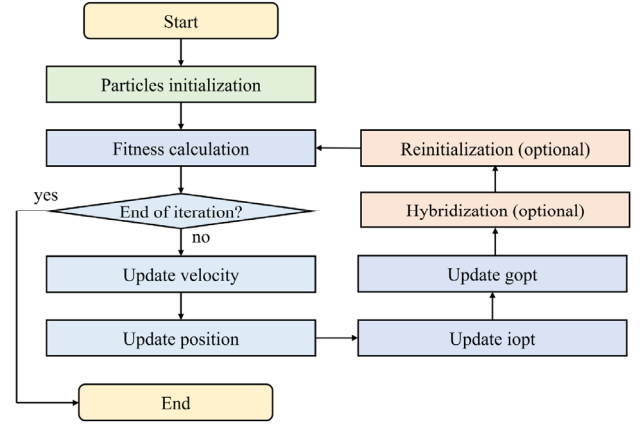 Start
Particles initialization
Fitness calculation
Reinitialization (optional)
yes
End of iteration?
Hybridization (optional)
no
Update velocity
Update gopt
Update position
Update iopt
End